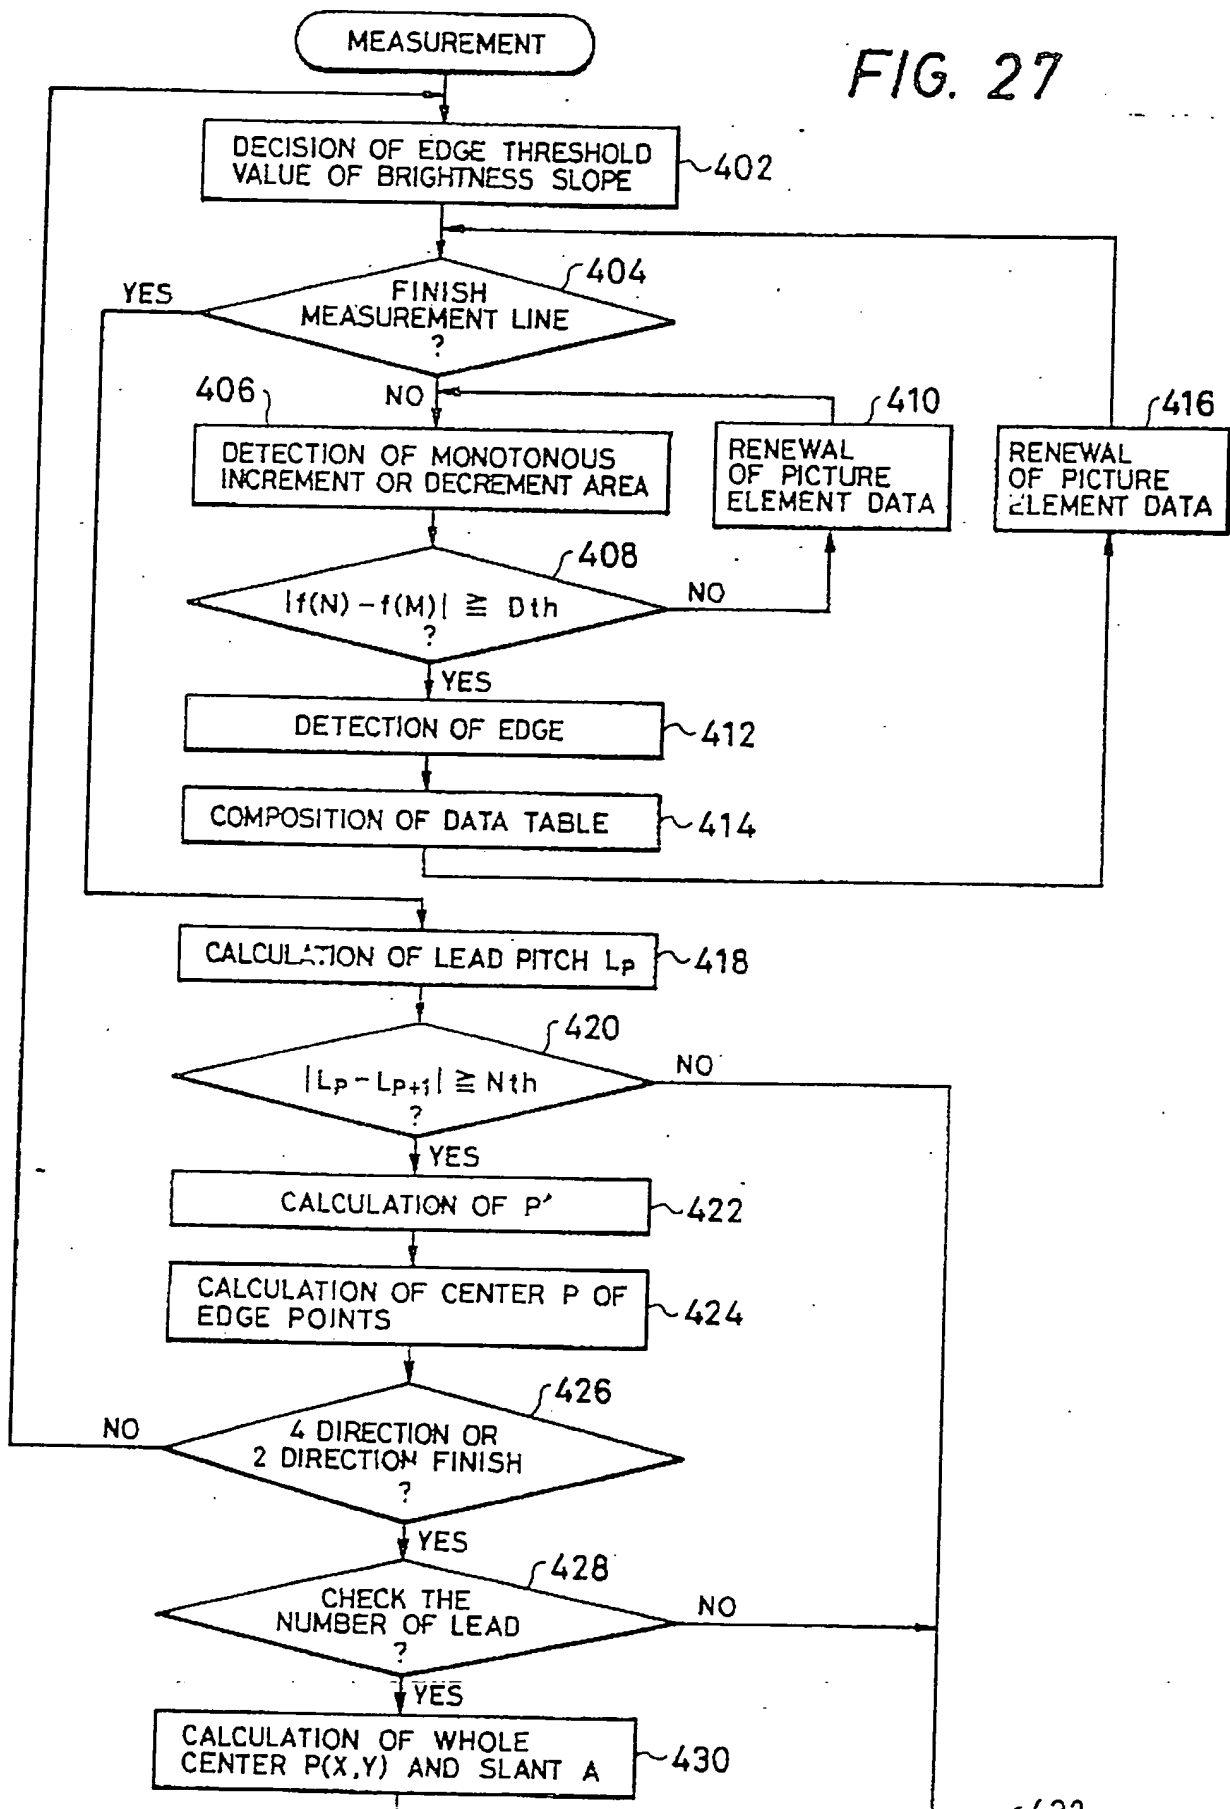 FIG. 27
MEASUREMENT
DECISION OF EDGE THRESHOLD
VALUE OF BRIGHTNESS SLOPE
402
404
YES
FINISH
MEASUREMENT LINE
?
NO
406
DETECTION OF MONOTONOUS
INCREMENT OR DECREMENT AREA
410
RENEWAL
OF PICTURE
ELEMENT DATA
416
RENEWAL
OF PICTURE
ELEMENT DATA
408
|f(N) - f(M)| ≧ Dth
?
NO
YES
DETECTION OF EDGE
412
COMPOSITION OF DATA TABLE
414
CALCULATION OF LEAD PITCH LP
418
420
|LP - LP+1| ≧ Nth
?
NO
YES
CALCULATION OF P'
422
CALCULATION OF CENTER P OF
EDGE POINTS
424
426
4 DIRECTION OR
2 DIRECTION FINISH
?
NO
YES
428
CHECK THE
NUMBER OF LEAD
?
NO
YES
CALCULATION OF WHOLE
CENTER P(X,Y) AND SLANT A
430